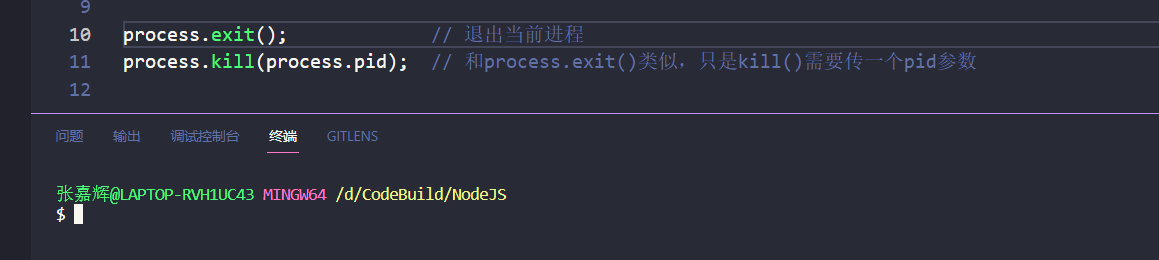 9
10 process.exit(); // 退出当前进程
11 process.kill(process.pid); // 和process.exit()类似，只是kill()需要传一个pid参数
12
问题 输出 调试控制台 终端 GITLENS
张嘉辉@LAPTOP-RVH1UC43 MINGW64 /d/CodeBuild/NodeJS
$